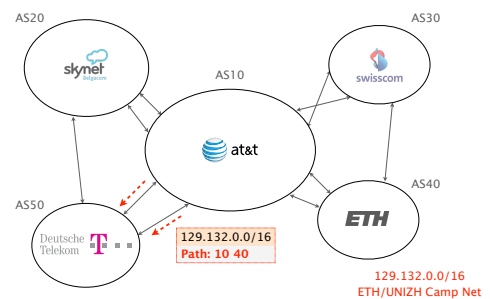 AS20
AS30
skynet
Belgacom
swisscom
AS10
at&t
AS50
AS40
Deutsche
Telekom
T
ETH
129.132.0.0/16
Path: 10 40
129.132.0.0/16
ETH/UNIZH Camp Net